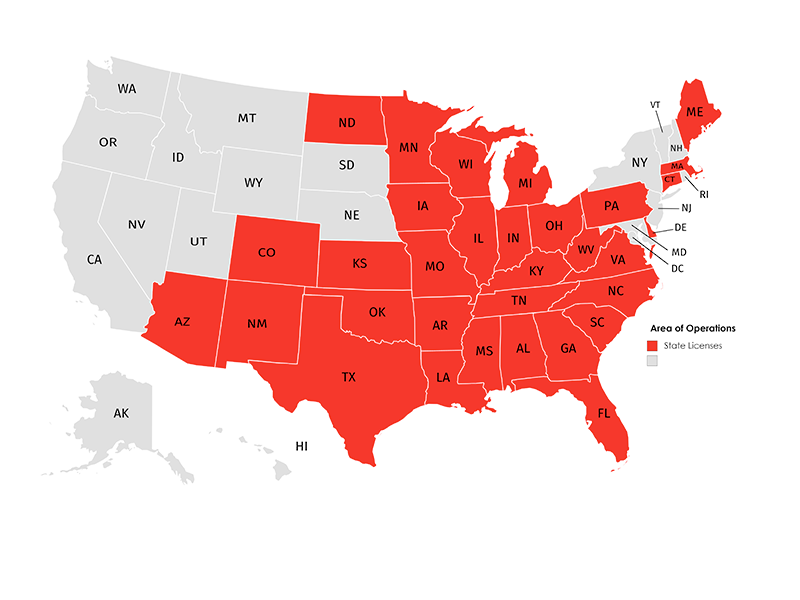 WA
MT
ND
MN
ME
VT
NH
OR
ID
SD
WI
NY
MA
CT
RI
WY
MI
NV
UT
NE
IA
PA
NJ
CA
CO
KS
MO
IL
IN
OH
WV
VA
DE
MD
DC
KY
AZ
NM
OK
AR
TN
NC
SC
TX
LA
MS
AL
GA
FL
AK
HI
Area of Operations
State Licenses